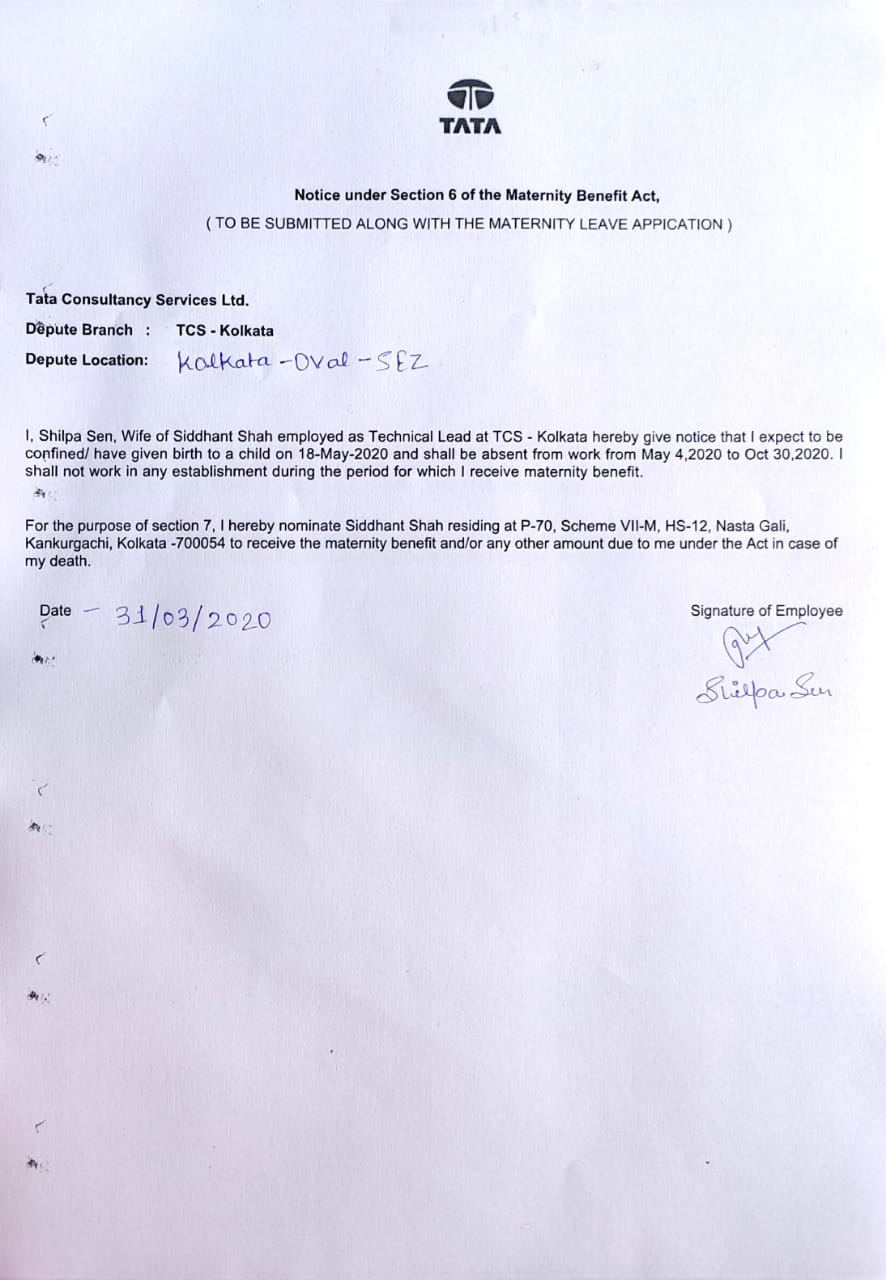 TATA
Notice under Section 6 of the Maternity Benefit Act,
( TO BE SUBMITTED ALONG WITH THE MATERNITY LEAVE APPICATION )
Tata Consultancy Services Ltd.
Depute Branch : TCS - Kolkata
Depute Location: Kolkata - OVal - SEZ
I, Shilpa Sen, Wife of Siddhant Shah employed as Technical Lead at TCS - Kolkata hereby give notice that I expect to be
confined/ have given birth to a child on 18-May-2020 and shall be absent from work from May 4,2020 to Oct 30,2020. I
shall not work in any establishment during the period for which I receive maternity benefit.
For the purpose of section 7, I hereby nominate Siddhant Shah residing at P-70, Scheme VII-M, HS-12, Nasta Gali,
Kankurgachi, Kolkata -700054 to receive the maternity benefit and/or any other amount due to me under the Act in case of
my death.
Date - 31/03/2020
Signature of Employee
Shilpa Sen